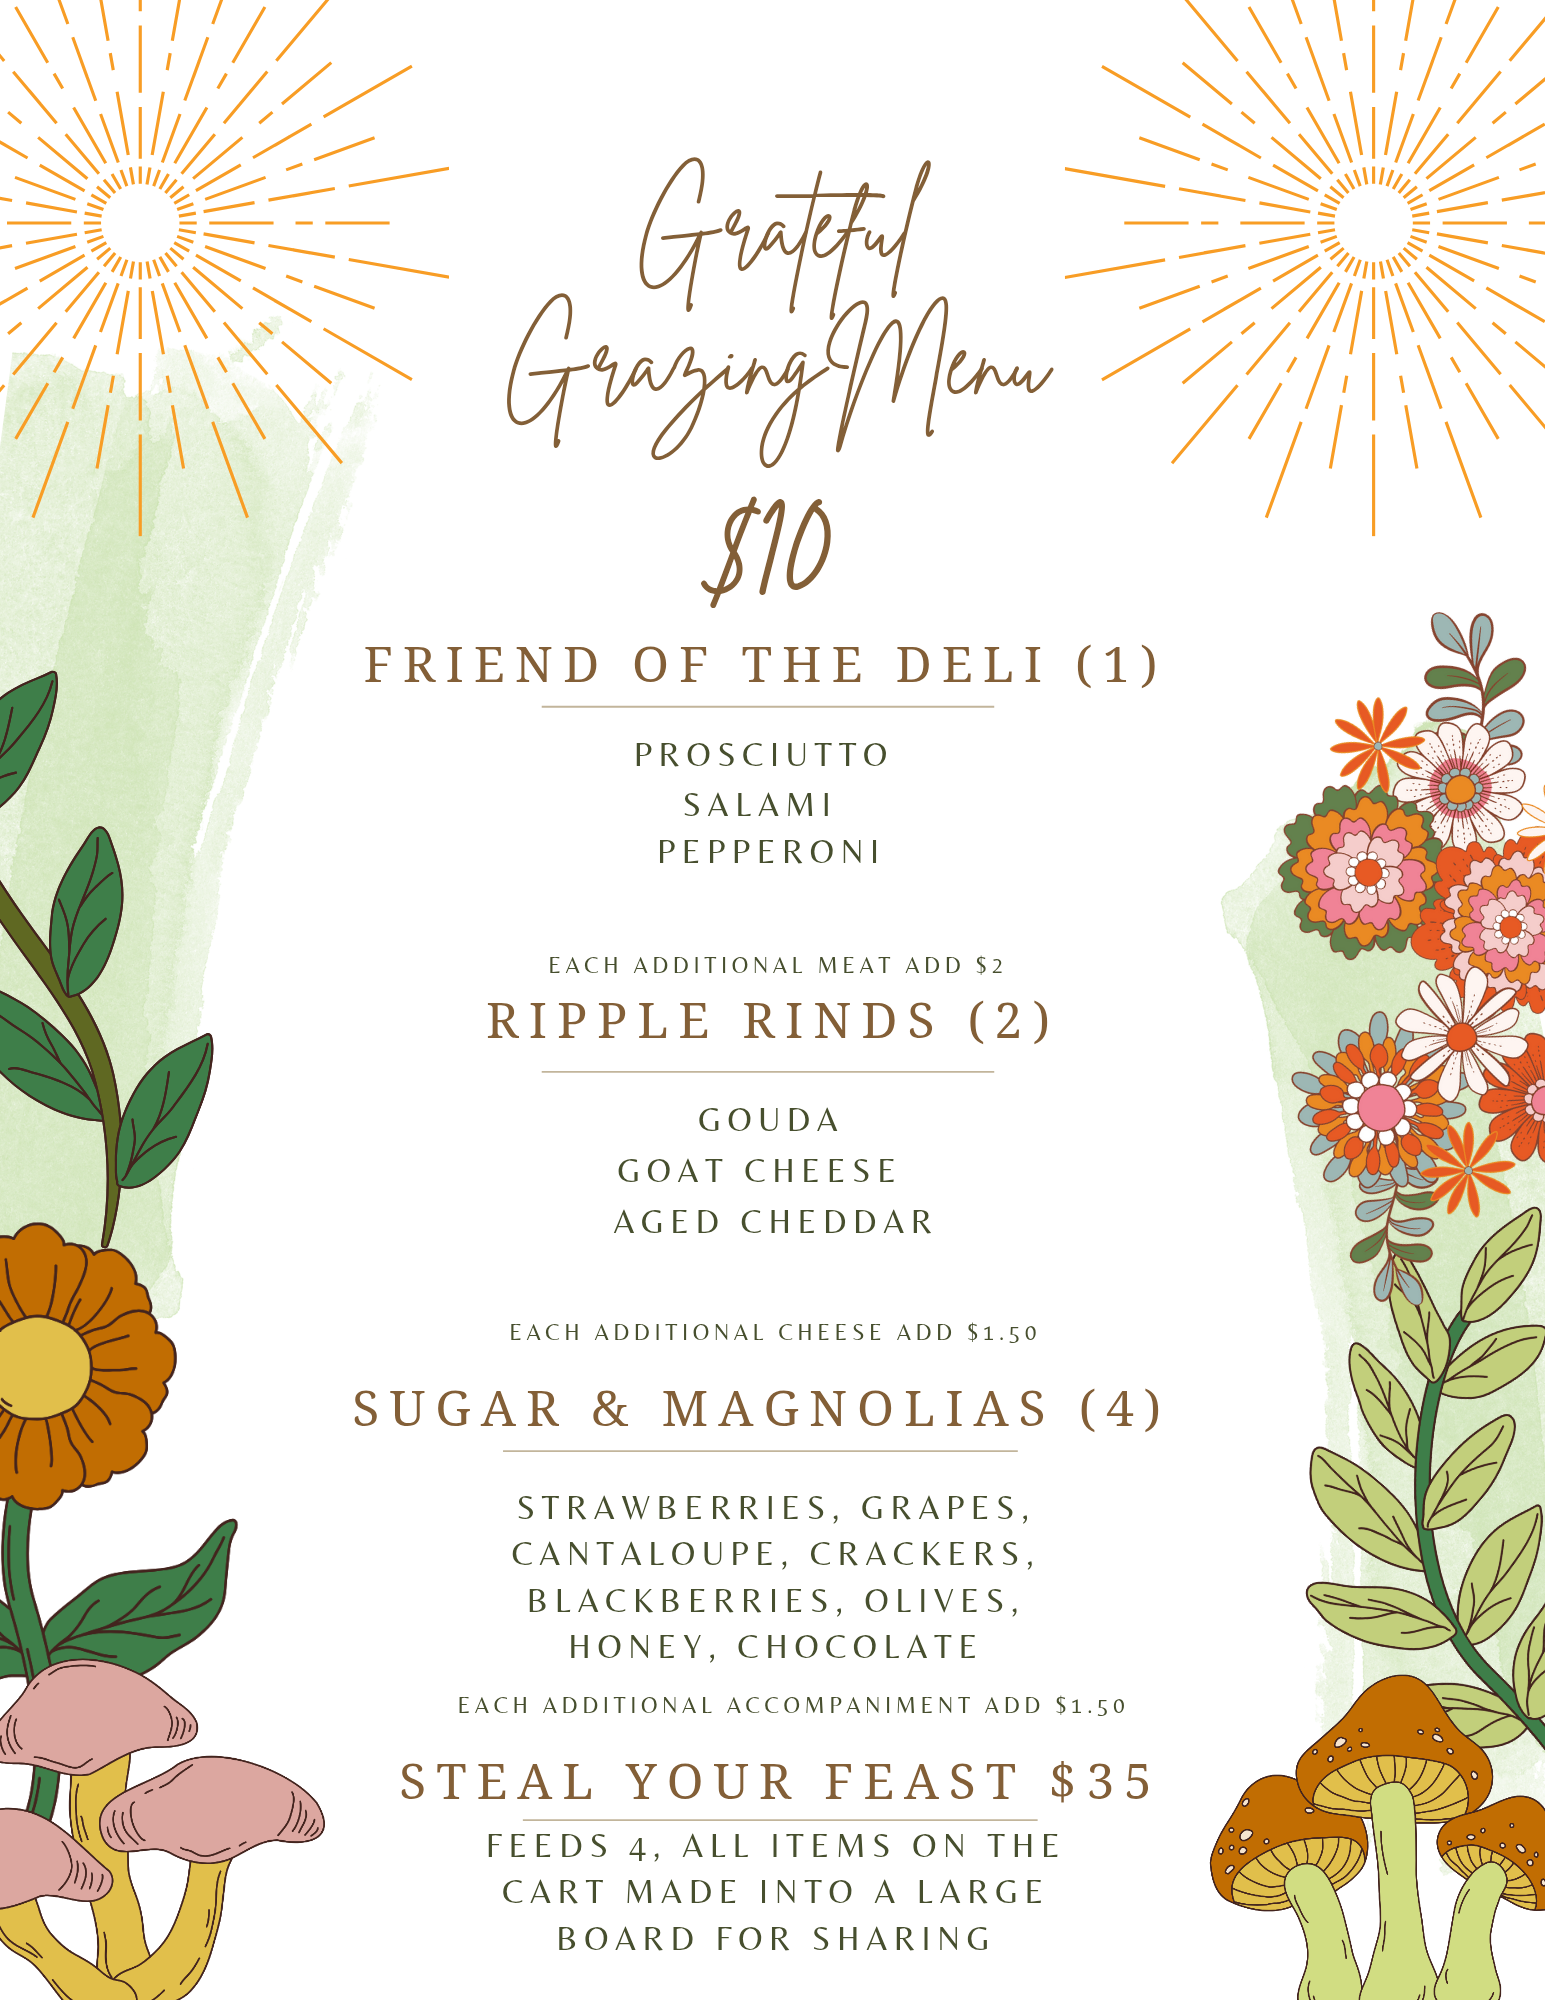 Grateful
Grazing Menu
$10
FRIEND OF THE DELI (1)
PROSCIUTTO
SALAMI
PEPPERONI
EACH ADDITIONAL MEAT ADD $2
RIPPLE RINDS (2)
GOUDA
GOAT CHEESE
AGED CHEDDAR
EACH ADDITIONAL CHEESE ADD $1.50
SUGAR & MAGNOLIAS (4)
STRAWBERRIES, GRAPES,
CANTALOUPE, CRACKERS,
BLACKBERRIES, OLIVES,
HONEY, CHOCOLATE
EACH ADDITIONAL ACCOMPANIMENT ADD $1.50
STEAL YOUR FEAST $35
FEEDS 4, ALL ITEMS ON THE
CART MADE INTO A LARGE
BOARD FOR SHARING